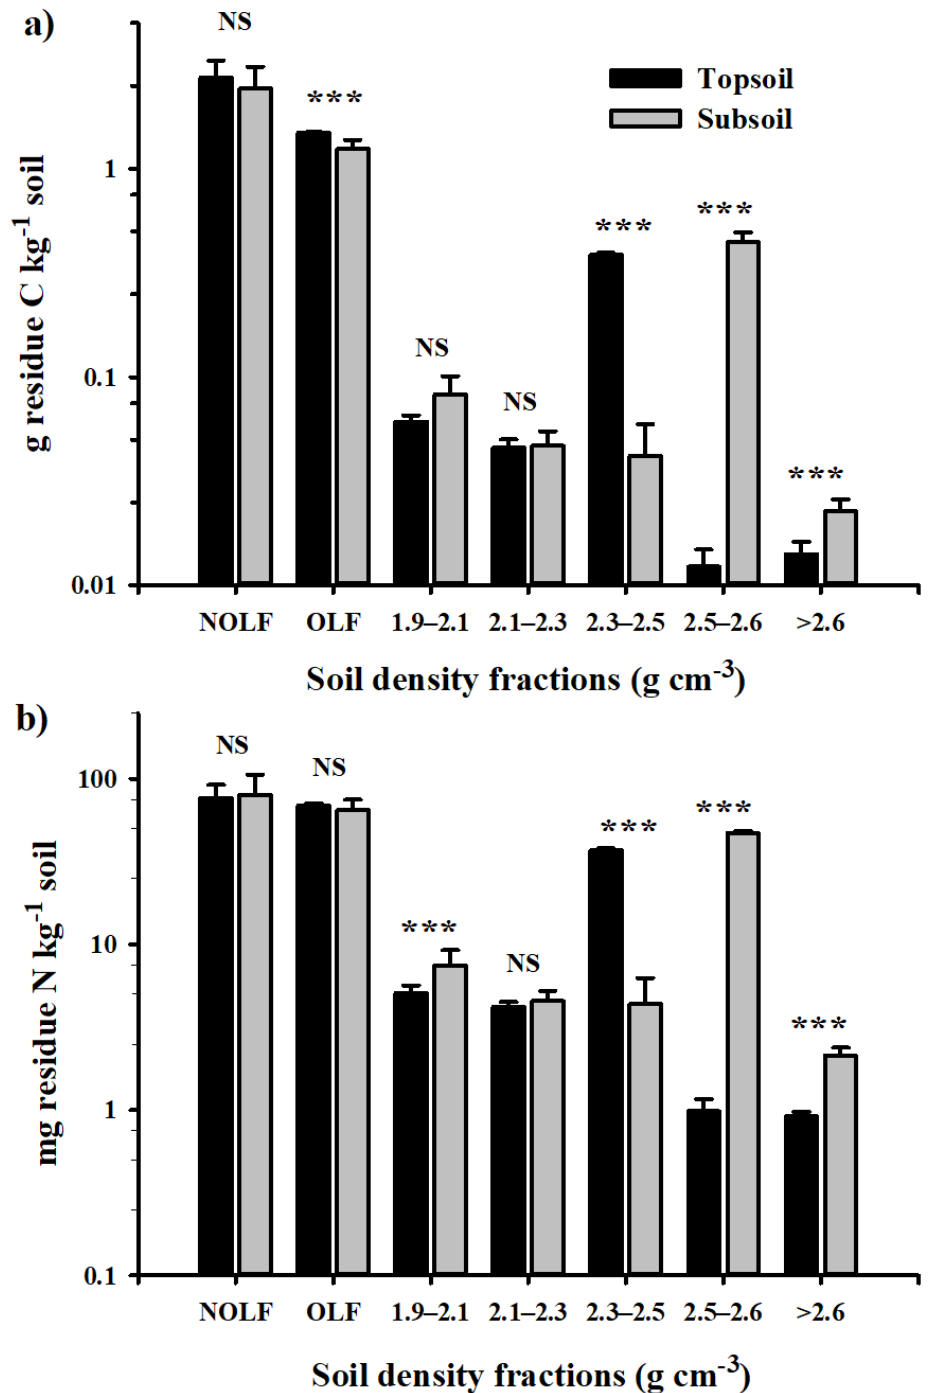 a)
NS
***
Topsoil
Subsoil
1
***
***
NS
NS
0.1
***
0.01
g residue C kg-1 soil
NOLF OLF 1.9–2.1 2.1–2.3 2.3–2.5 2.5–2.6 >2.6
Soil density fractions (g cm-3)
b)
NS
NS
100
***
***
***
NS
10
***
1
0.1
mg residue N kg-1 soil
NOLF OLF 1.9–2.1 2.1–2.3 2.3–2.5 2.5–2.6 >2.6
Soil density fractions (g cm-3)